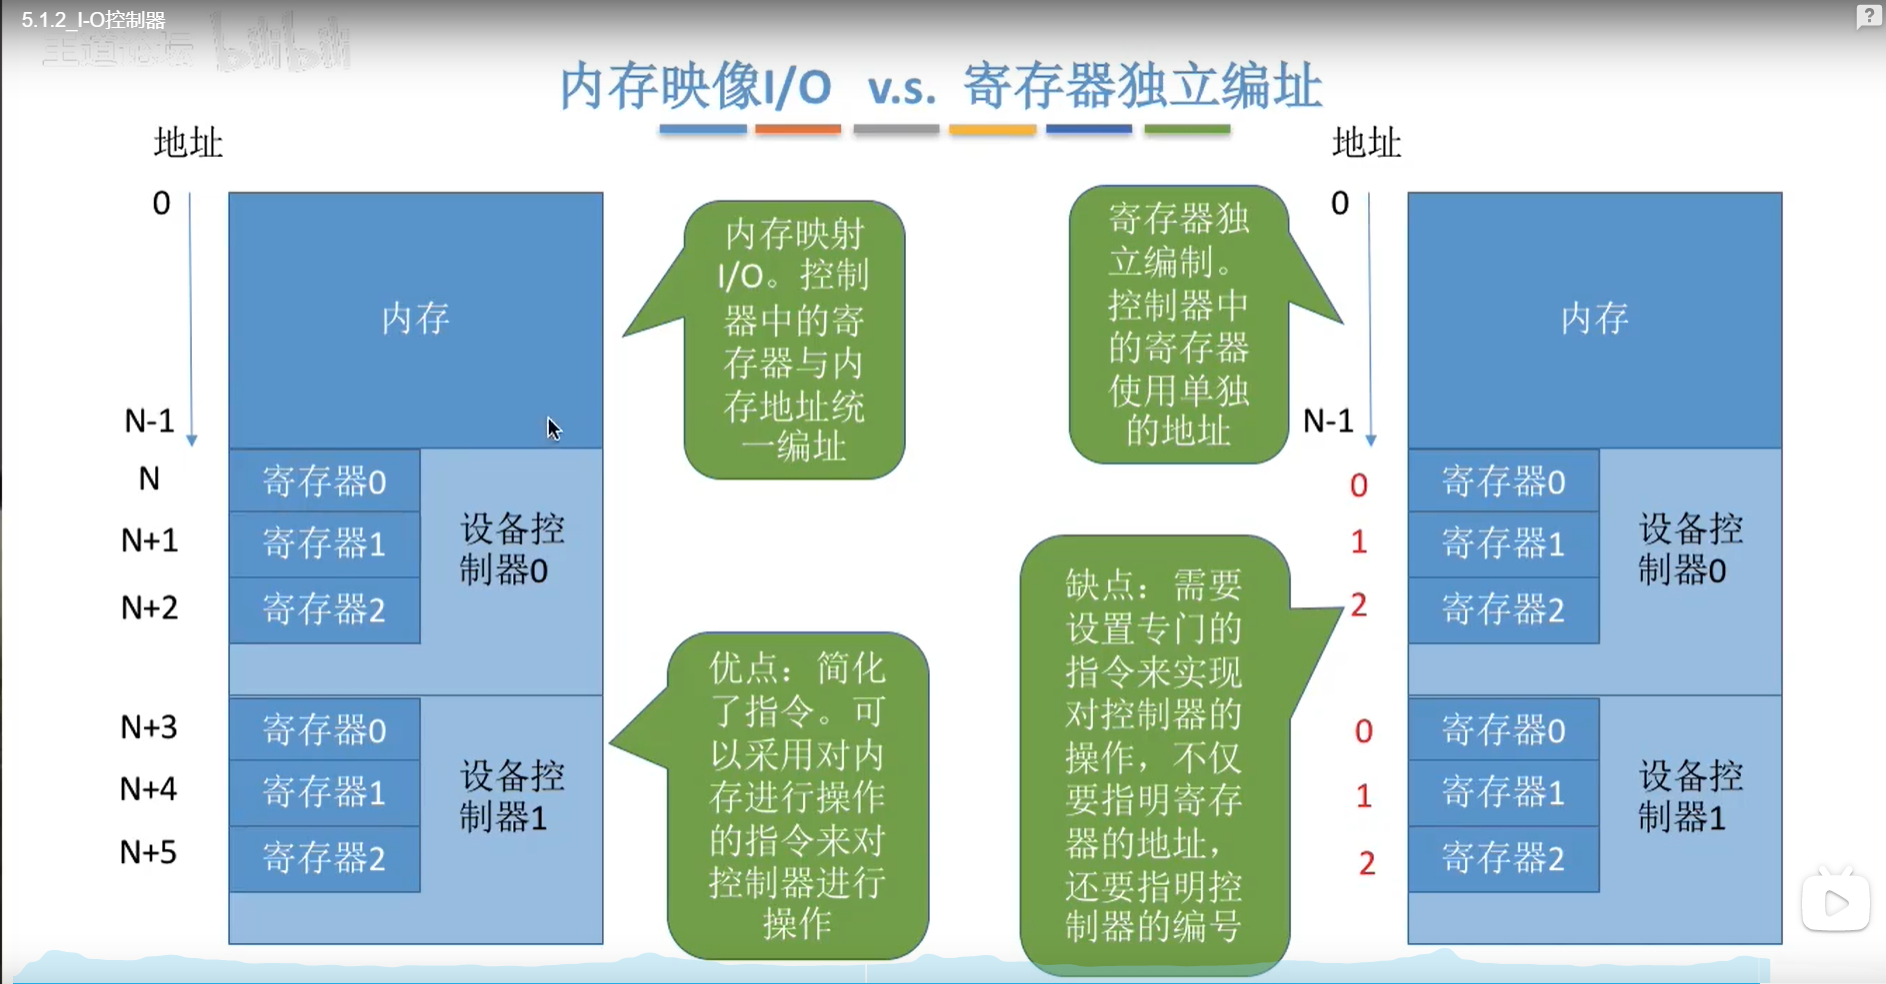 5.1.2_I-O控制器
王道论坛 bilibili
?
内存映像I/O v.s. 寄存器独立编址
地址
0
N-1
N
N+1
N+2
N+3
N+4
N+5
内存
寄存器0
寄存器1
寄存器2
设备控
制器0
寄存器0
寄存器1
寄存器2
设备控
制器1
内存映射
I/O。控制
器中的寄
存器与内
存地址统
一编址
优点：简化
了指令。可
以采用对内
存进行操作
的指令来对
控制器进行
操作
寄存器独
立编制。
控制器中
的寄存器
使用单独
的地址
缺点：需要
设置专门的
指令来实现
对控制器的
操作，不仅
要指明寄存
器的地址，
还要指明控
制器的编号
地址
0
N-1
0
1
2
0
1
2
内存
寄存器0
寄存器1
寄存器2
设备控
制器0
寄存器0
寄存器1
寄存器2
设备控
制器1